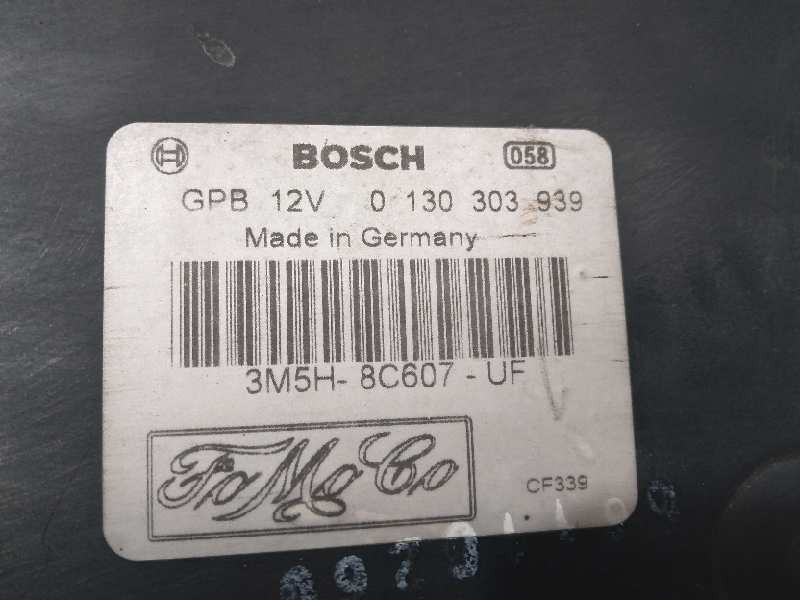 BOSCH 058
GPB 12V 0 130 303 939
Made in Germany
3M5H- 8C607 - UF
FoMoCo
CF339